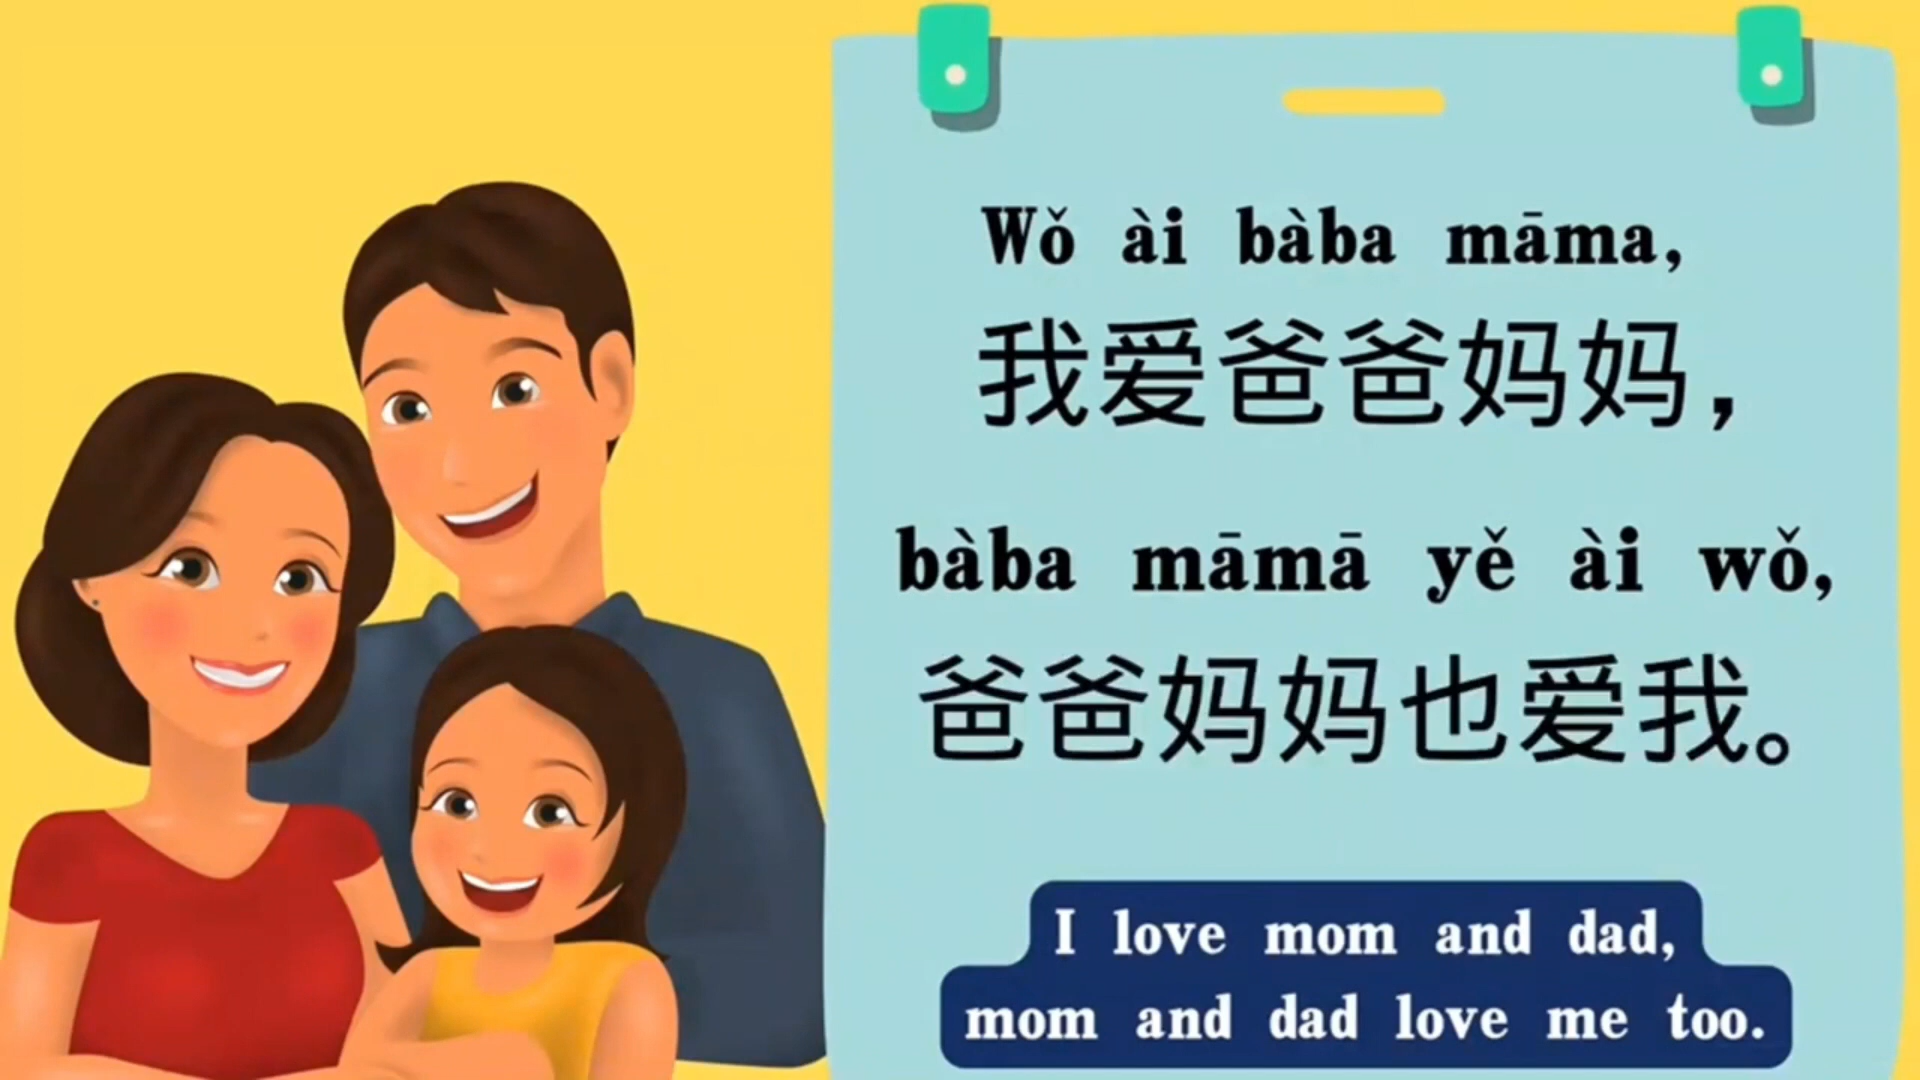 Wǒ ài bàba māma,
我爱爸爸妈妈，
bàba māmā yě ài wǒ,
爸爸妈妈也爱我。
I love mom and dad,
mom and dad love me too.